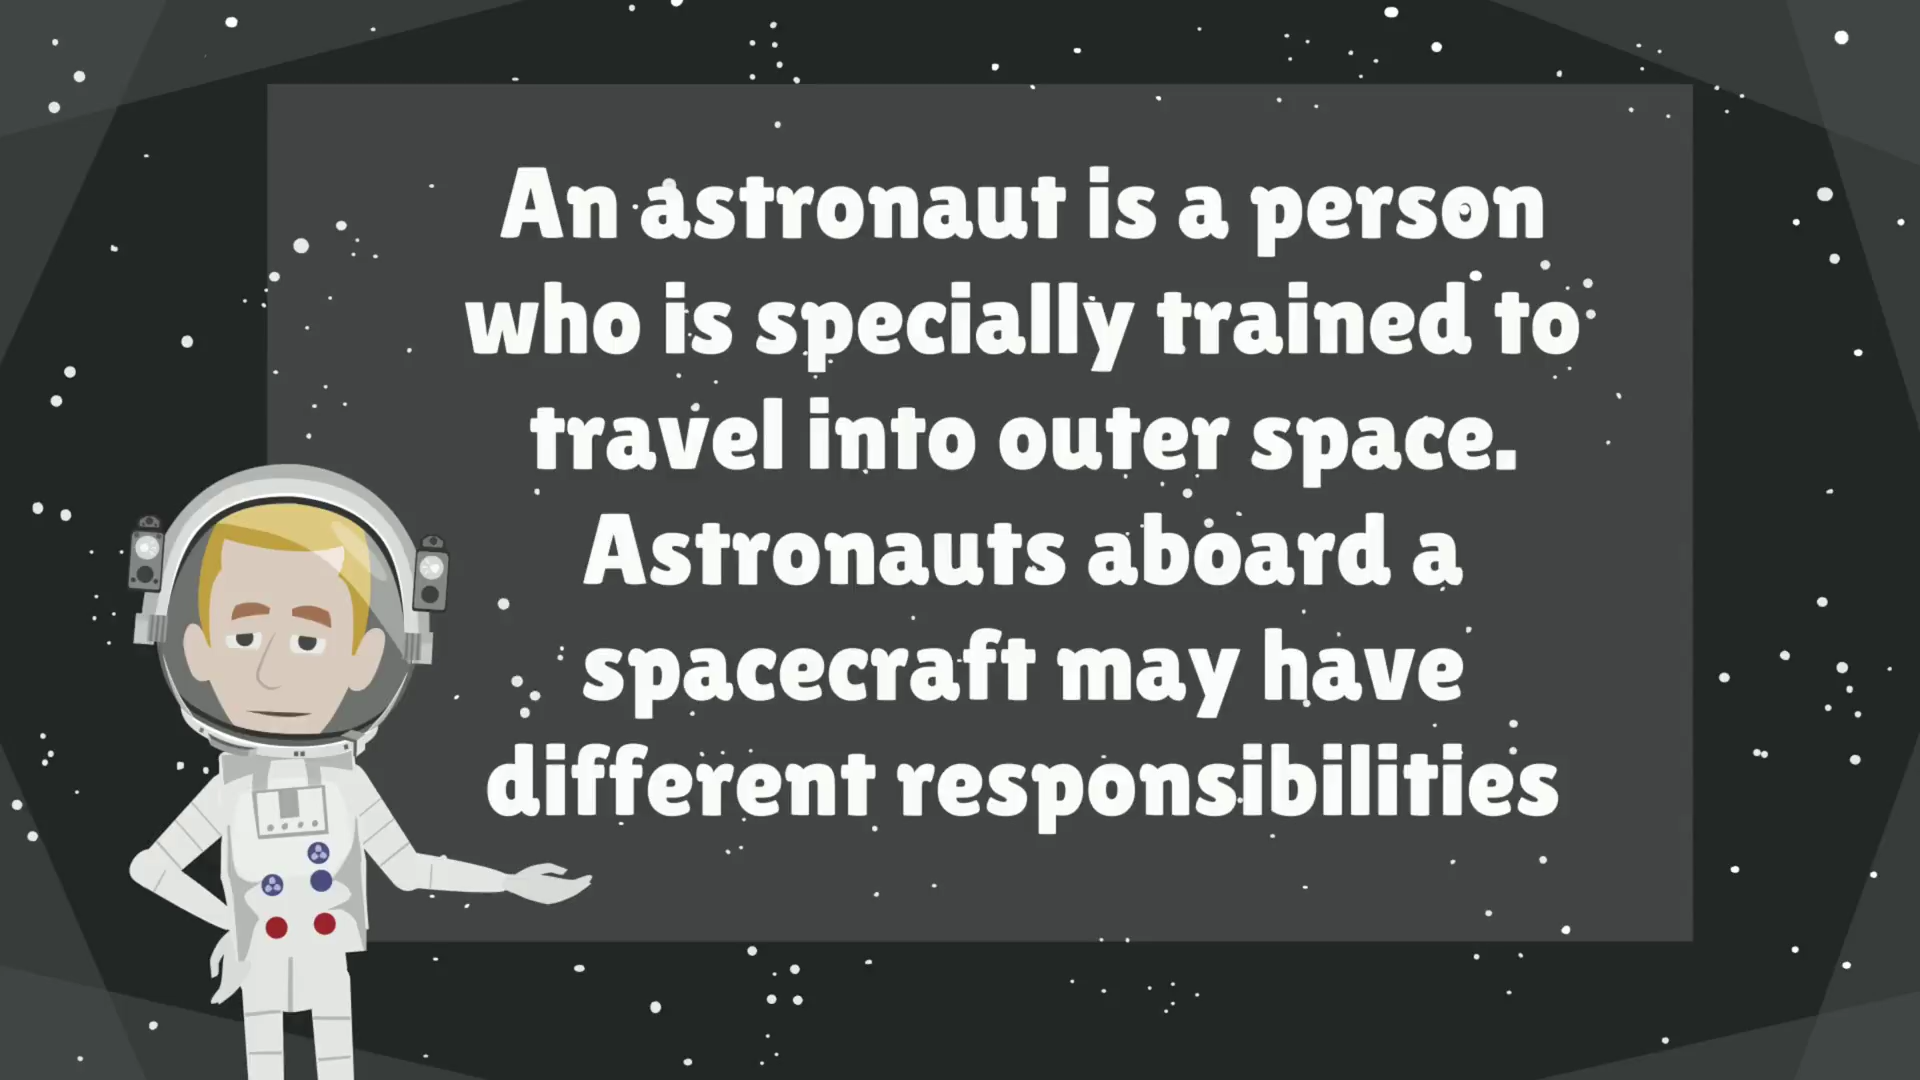 An astronaut is a person
who is specially trained to
travel into outer space.
Astronauts aboard a
spacecraft may have
different responsibilities